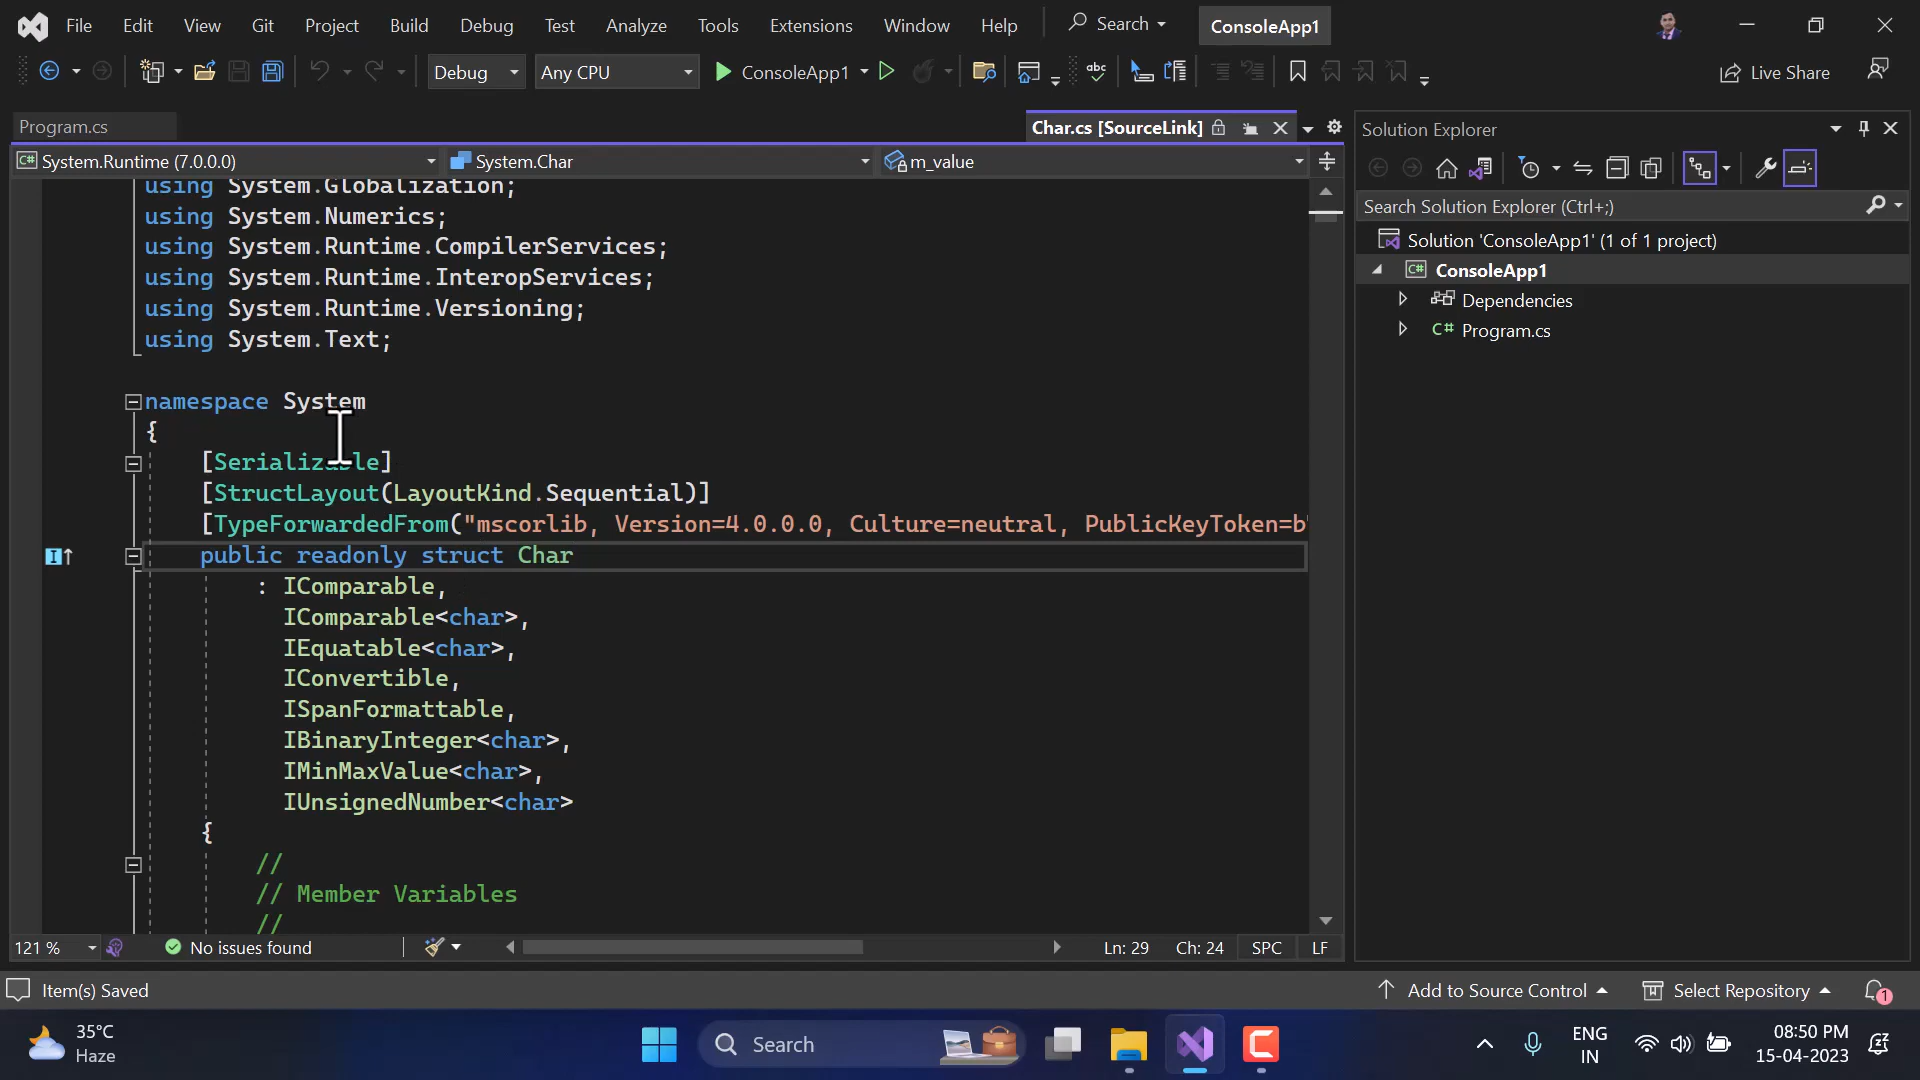 File Edit View Git Project Build Debug Test Analyze Tools Extensions Window Help Search ConsoleApp1
Debug Any CPU ConsoleApp1 abc Live Share
Program.cs Char.cs [SourceLink]
C# System.Runtime (7.0.0.0) System.Char m_value
using System.Globalization;
using System.Numerics;
using System.Runtime.CompilerServices;
using System.Runtime.InteropServices;
using System.Runtime.Versioning;
using System.Text;
namespace System
{
[Serializable]
[StructLayout(LayoutKind.Sequential)]
[TypeForwardedFrom("mscorlib, Version=4.0.0.0, Culture=neutral, PublicKeyToken=b
public readonly struct Char
: IComparable,
IComparable<char>,
IEquatable<char>,
IConvertible,
ISpanFormattable,
IBinaryInteger<char>,
IMinMaxValue<char>,
IUnsignedNumber<char>
{
//
// Member Variables
//
121 % No issues found Ln: 29 Ch: 24 SPC LF
Solution Explorer
Search Solution Explorer (Ctrl+;)
Solution 'ConsoleApp1' (1 of 1 project)
C# ConsoleApp1
Dependencies
C# Program.cs
Item(s) Saved Add to Source Control Select Repository 1
35°C
Haze
Search
ENG
IN
08:50 PM
15-04-2023